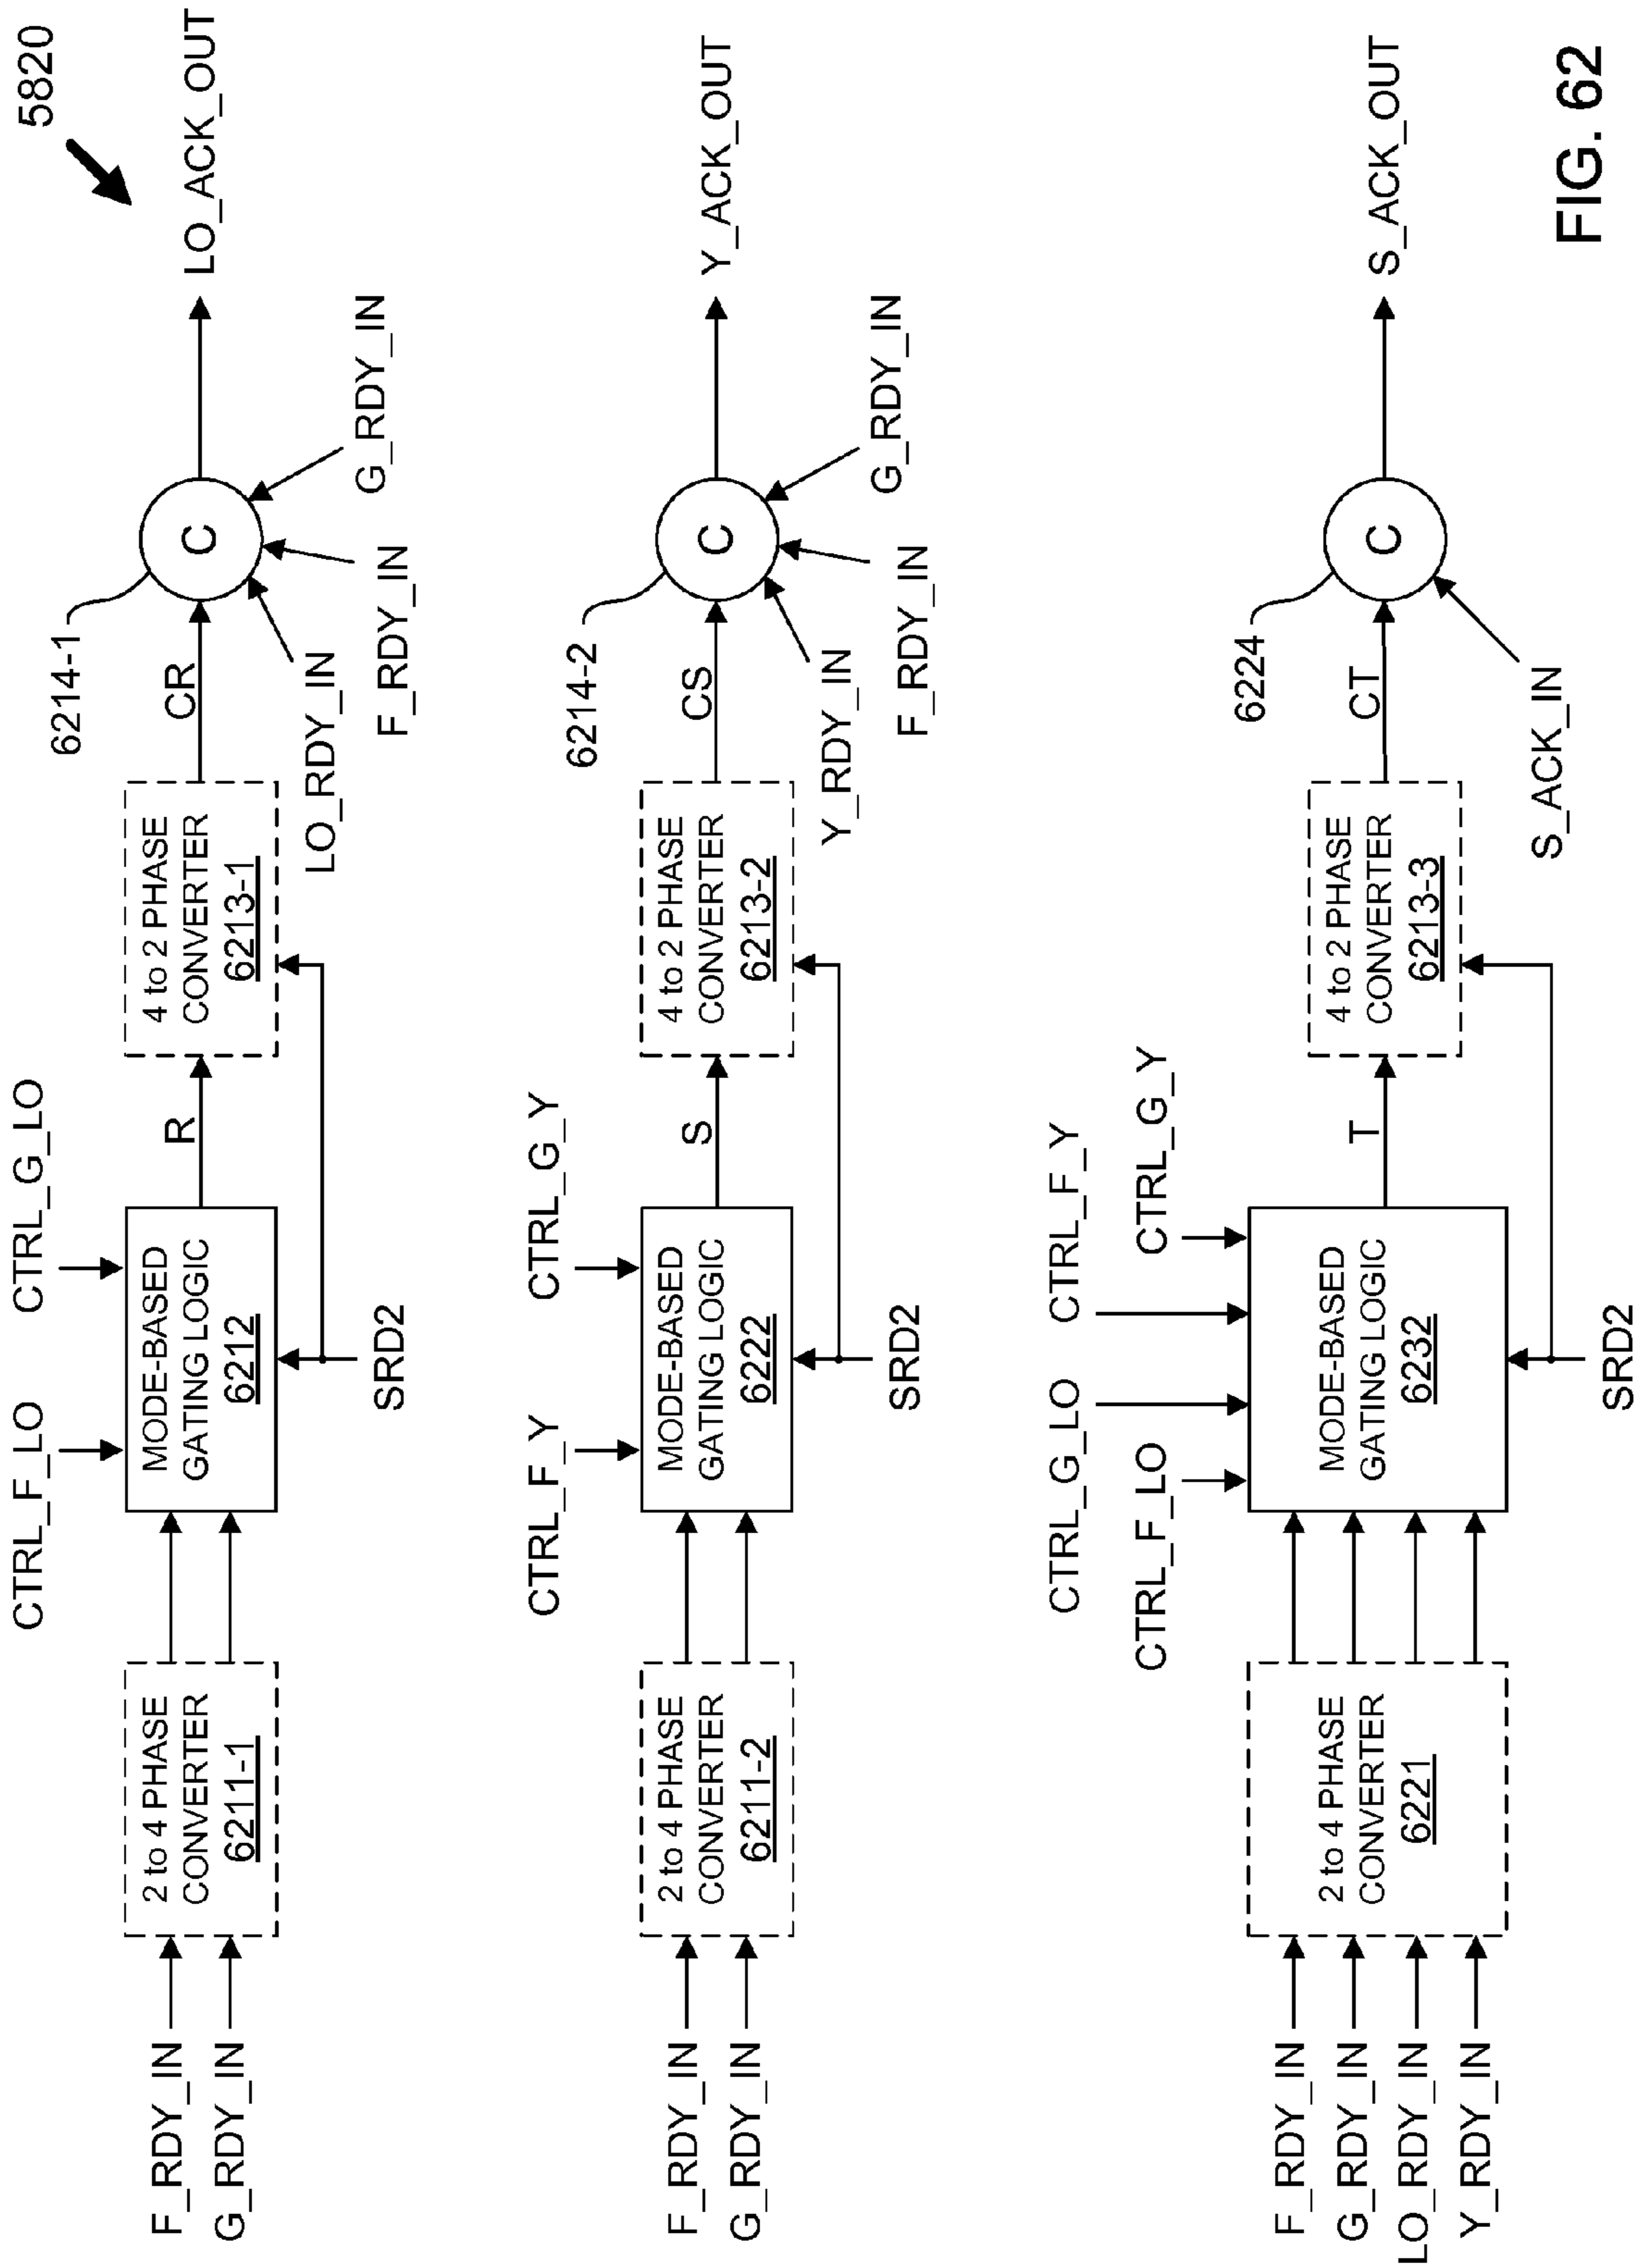 5820
CTRL_F_LO
CTRL_G_LO
F_RDY_IN
G_RDY_IN
2 to 4 PHASE
CONVERTER
6211-1
MODE-BASED
GATING LOGIC
6212
R
4 to 2 PHASE
CONVERTER
6213-1
CR
6214-1
C
LO_ACK_OUT
LO_RDY_IN
F_RDY_IN
G_RDY_IN
SRD2
CTRL_F_Y
CTRL_G_Y
F_RDY_IN
G_RDY_IN
2 to 4 PHASE
CONVERTER
6211-2
MODE-BASED
GATING LOGIC
6222
S
4 to 2 PHASE
CONVERTER
6213-2
CS
6214-2
C
Y_ACK_OUT
Y_RDY_IN
F_RDY_IN
G_RDY_IN
SRD2
CTRL_G_LO
CTRL_F_Y
CTRL_F_LO
CTRL_G_Y
F_RDY_IN
G_RDY_IN
LO_RDY_IN
Y_RDY_IN
2 to 4 PHASE
CONVERTER
6221
MODE-BASED
GATING LOGIC
6232
T
4 to 2 PHASE
CONVERTER
6213-3
CT
6224
C
S_ACK_OUT
S_ACK_IN
SRD2
FIG. 62